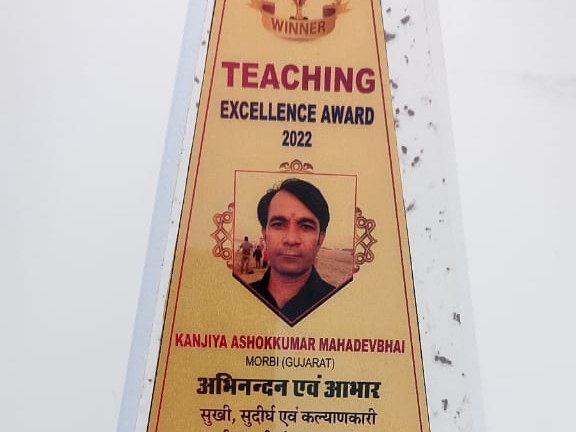 WINNER
TEACHING
EXCELLENCE AWARD
2022
KANJIYA ASHOKKUMAR MAHADEVBHAI
MORBI (GUJARAT)
अभिनन्दन एवं आभार
सुखी, सुदीर्घ एवं कल्याणकारी